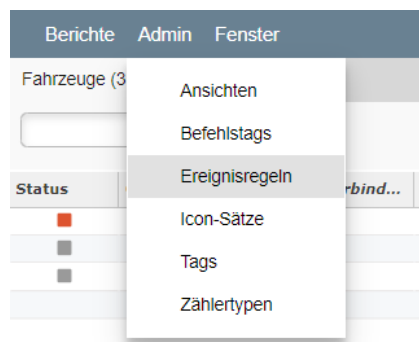 Berichte Admin Fenster
Fahrzeuge (3
Ansichten
Befehlstags
Ereignisregeln
Status
rbind...
Icon-Sätze
Tags
Zählertypen